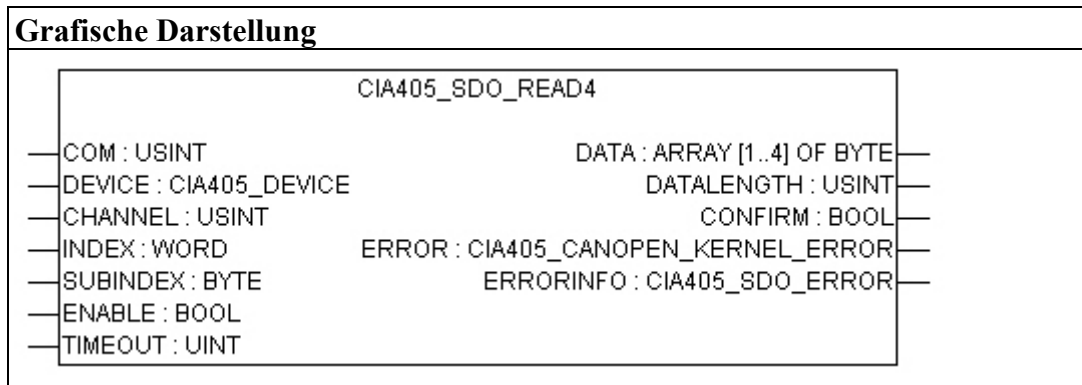 Grafische Darstellung
CIA405_SDO_READ4
COM : USINT DATA : ARRAY [1..4] OF BYTE
DEVICE : CIA405_DEVICE DATALENGTH : USINT
CHANNEL : USINT CONFIRM : BOOL
INDEX : WORD ERROR : CIA405_CANOPEN_KERNEL_ERROR
SUBINDEX : BYTE ERRORINFO : CIA405_SDO_ERROR
ENABLE : BOOL
TIMEOUT : UINT